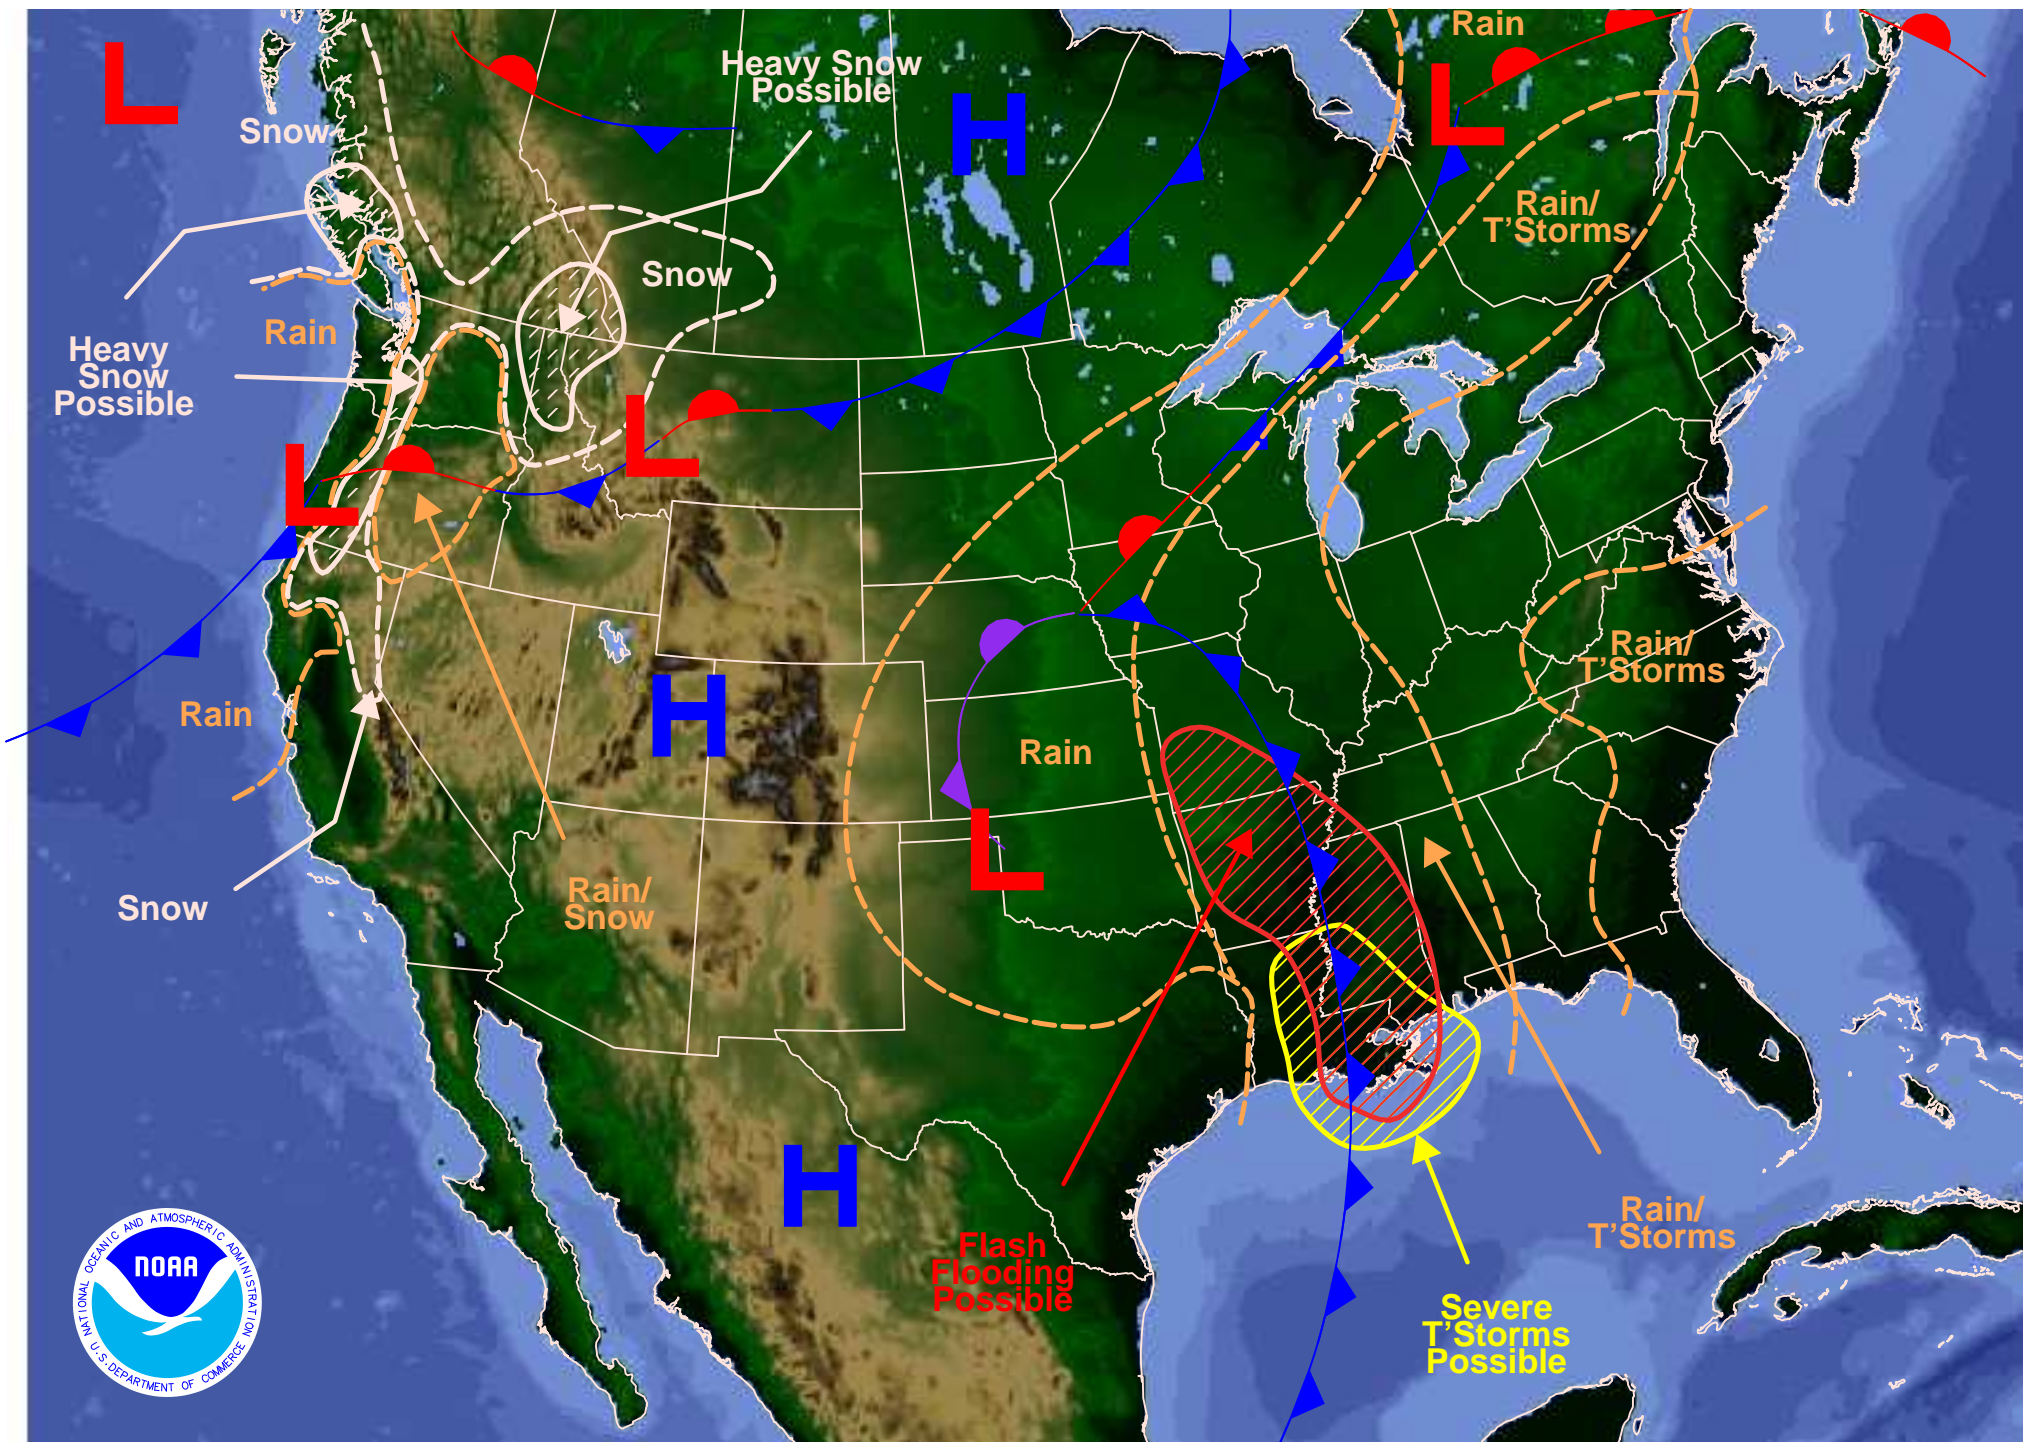 Rain
L
Heavy Snow
Possible
H
L
Snow
Rain/
T'Storms
Snow
Rain
Heavy
Snow
Possible
L
L
Rain/
T'Storms
H
Rain
Rain
L
Rain/
Snow
Snow
H
Rain/
T'Storms
Flash
Flooding
Possible
Severe
T'Storms
Possible
NATIONAL OCEANIC AND ATMOSPHERIC ADMINISTRATION
NOAA
U.S. DEPARTMENT OF COMMERCE